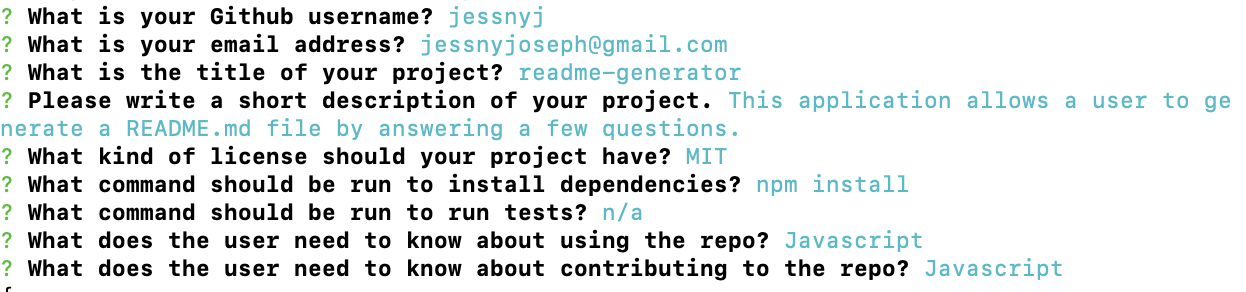 ? What is your Github username? jessnyj
? What is your email address? jessnyjoseph@gmail.com
? What is the title of your project? readme-generator
? Please write a short description of your project. This application allows a user to ge
nerate a README.md file by answering a few questions.
? What kind of license should your project have? MIT
? What command should be run to install dependencies? npm install
? What command should be run to run tests? n/a
? What does the user need to know about using the repo? Javascript
? What does the user need to know about contributing to the repo? Javascript